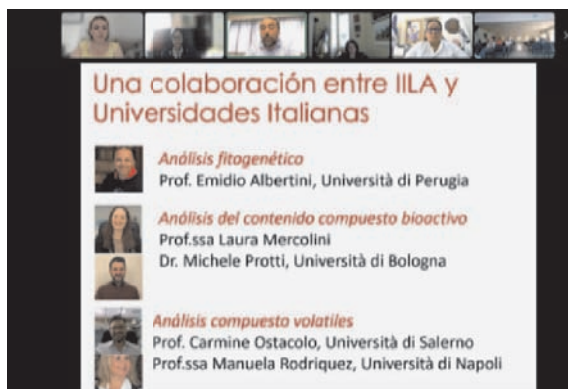 Una colaboración entre IILA y
Universidades Italianas
Análisis fitogenético
Prof. Emidio Albertini, Università di Perugia
Análisis del contenido compuesto bioactivo
Prof.ssa Laura Mercolini
Dr. Michele Protti, Università di Bologna
Análisis compuesto volatiles
Prof. Carmine Ostacolo, Università di Salerno
Prof.ssa Manuela Rodriquez, Università di Napoli